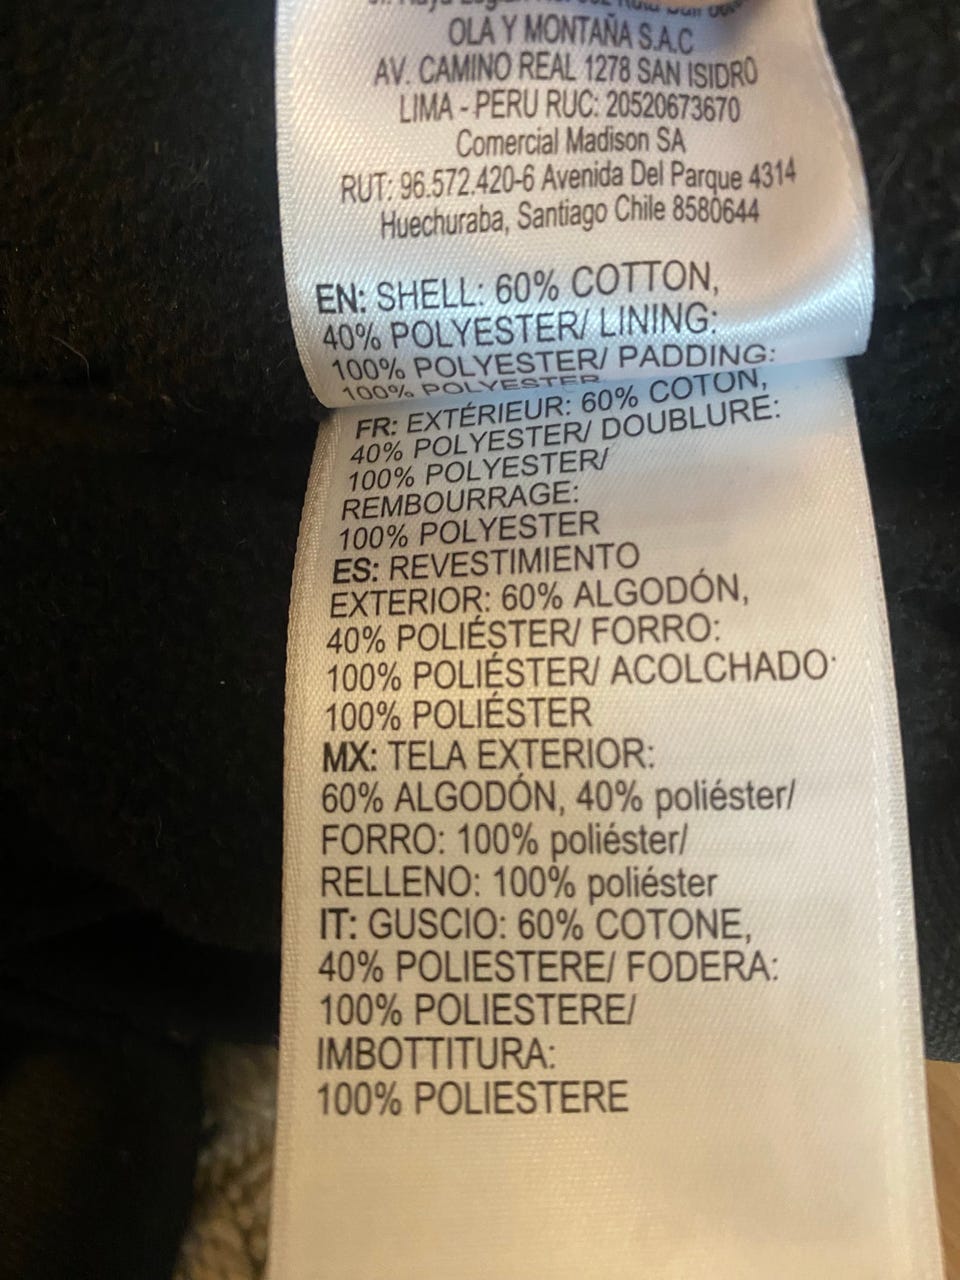 OLA Y MONTAÑA S.A.C
AV. CAMINO REAL 1278 SAN ISIDRO
LIMA - PERU RUC: 20520673670
Comercial Madison SA
RUT: 96.572.420-6 Avenida Del Parque 4314
Huechuraba, Santiago Chile 8580644
EN: SHELL: 60% COTTON,
40% POLYESTER/ LINING:
100% POLYESTER/ PADDING:
100% POLYESTER
FR: EXTÉRIEUR: 60% COTON,
40% POLYESTER/ DOUBLURE:
100% POLYESTER/
REMBOURRAGE:
100% POLYESTER
ES: REVESTIMIENTO
EXTERIOR: 60% ALGODÓN,
40% POLIÉSTER/ FORRO:
100% POLIÉSTER/ ACOLCHADO:
100% POLIÉSTER
MX: TELA EXTERIOR:
60% ALGODÓN, 40% poliéster/
FORRO: 100% poliéster/
RELLENO: 100% poliéster
IT: GUSCIO: 60% COTONE,
40% POLIESTERE/ FODERA:
100% POLIESTERE/
IMBOTTITURA:
100% POLIESTERE